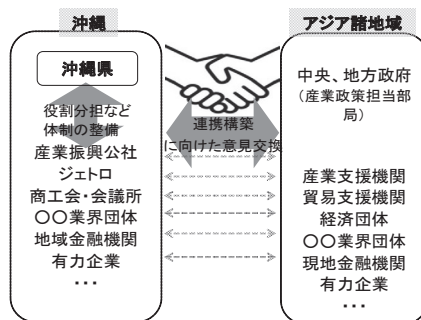 沖縄
沖縄県
役割分担など
体制の整備
産業振興公社
ジェトロ
商工会・会議所
〇〇業界団体
地域金融機関
有力企業
・・・
連携構築
に向けた意見交換
アジア諸地域
中央、地方政府
（産業政策担当部
局）
産業支援機関
貿易支援機関
経済団体
〇〇業界団体
現地金融機関
有力企業
・・・